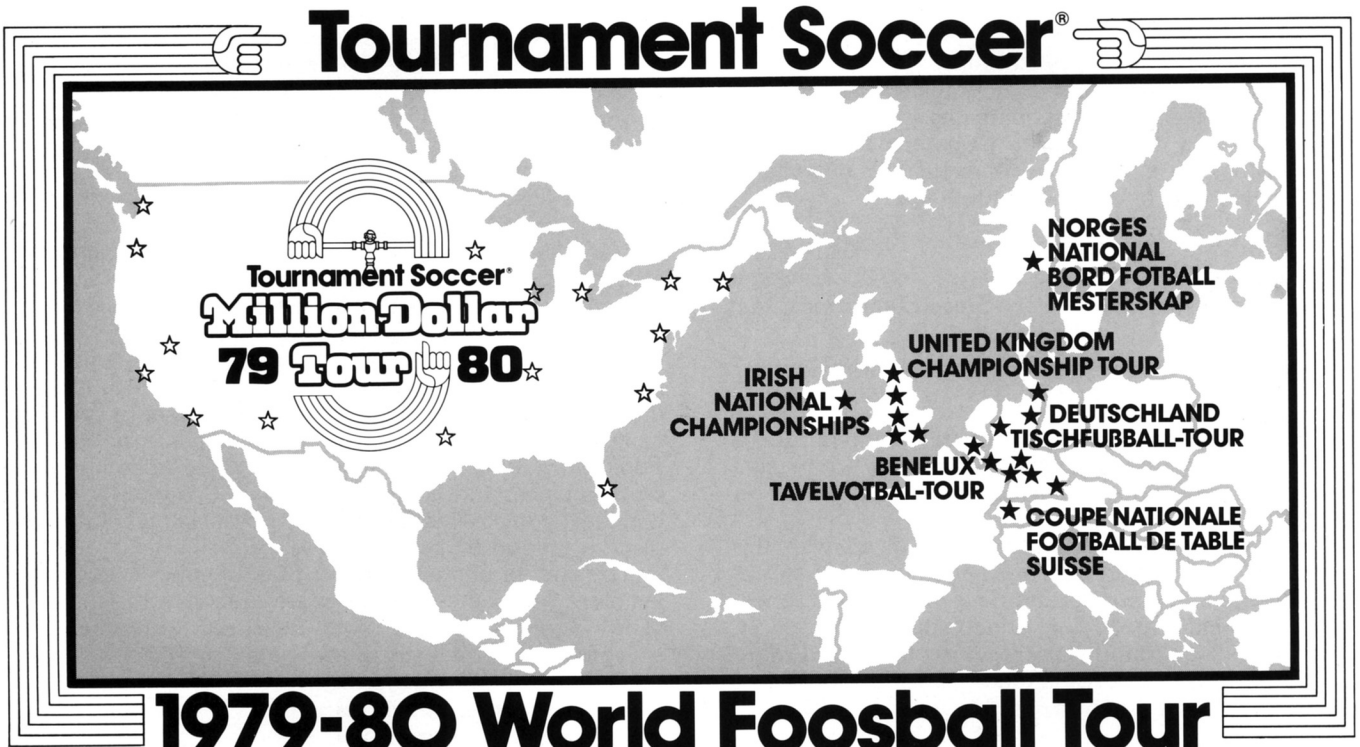 Tournament Soccer®
Tournament Soccer®
Million-Dollar
79 Tour 80
NORGES
NATIONAL
BORD FOTBALL
MESTERSKAP
UNITED KINGDOM
CHAMPIONSHIP TOUR
IRISH
NATIONAL
CHAMPIONSHIPS
DEUTSCHLAND
TISCHFUßBALL-TOUR
BENELUX
TAVELVOTBAL-TOUR
COUPE NATIONALE
FOOTBALL DE TABLE
SUISSE
1979-80 World Foosball Tour